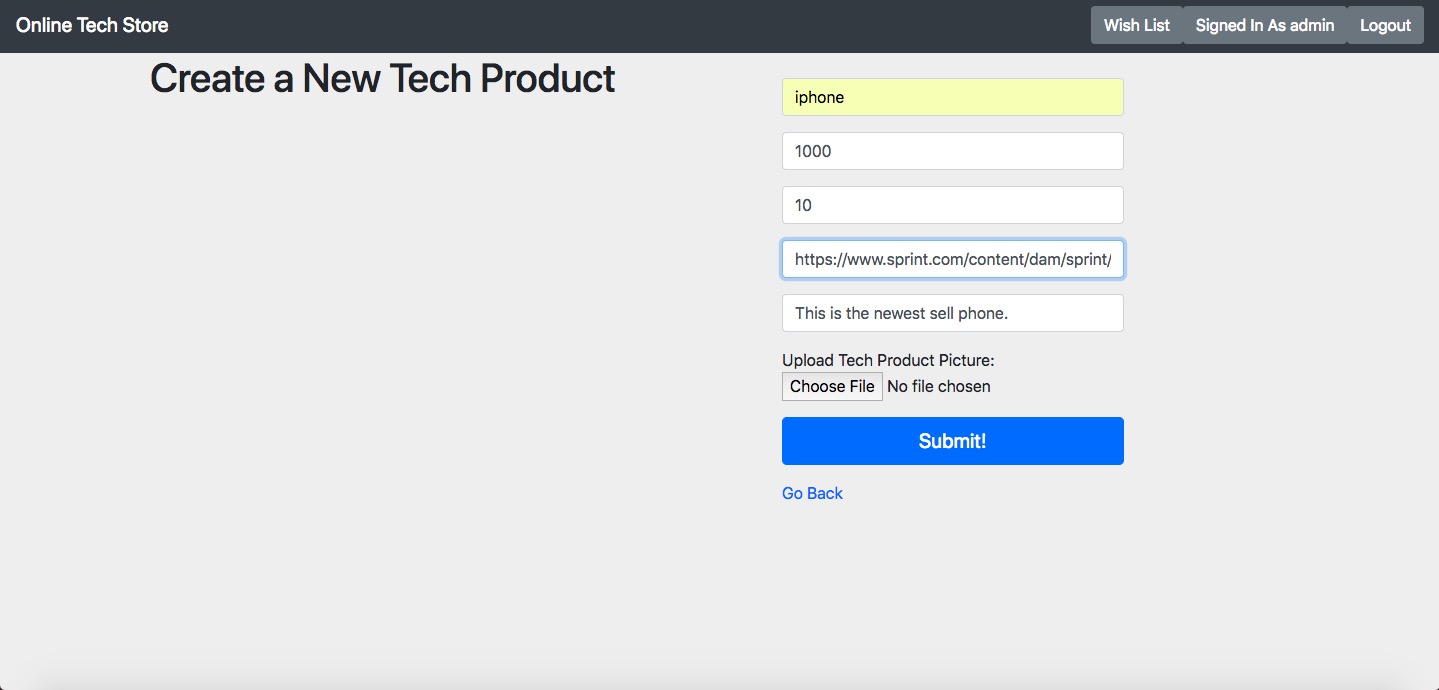 Online Tech Store
Wish List
Signed In As admin
Logout
Create a New Tech Product
iphone
1000
10
https://www.sprint.com/content/dam/sprint/
This is the newest sell phone.
Upload Tech Product Picture:
Choose File No file chosen
Submit!
Go Back